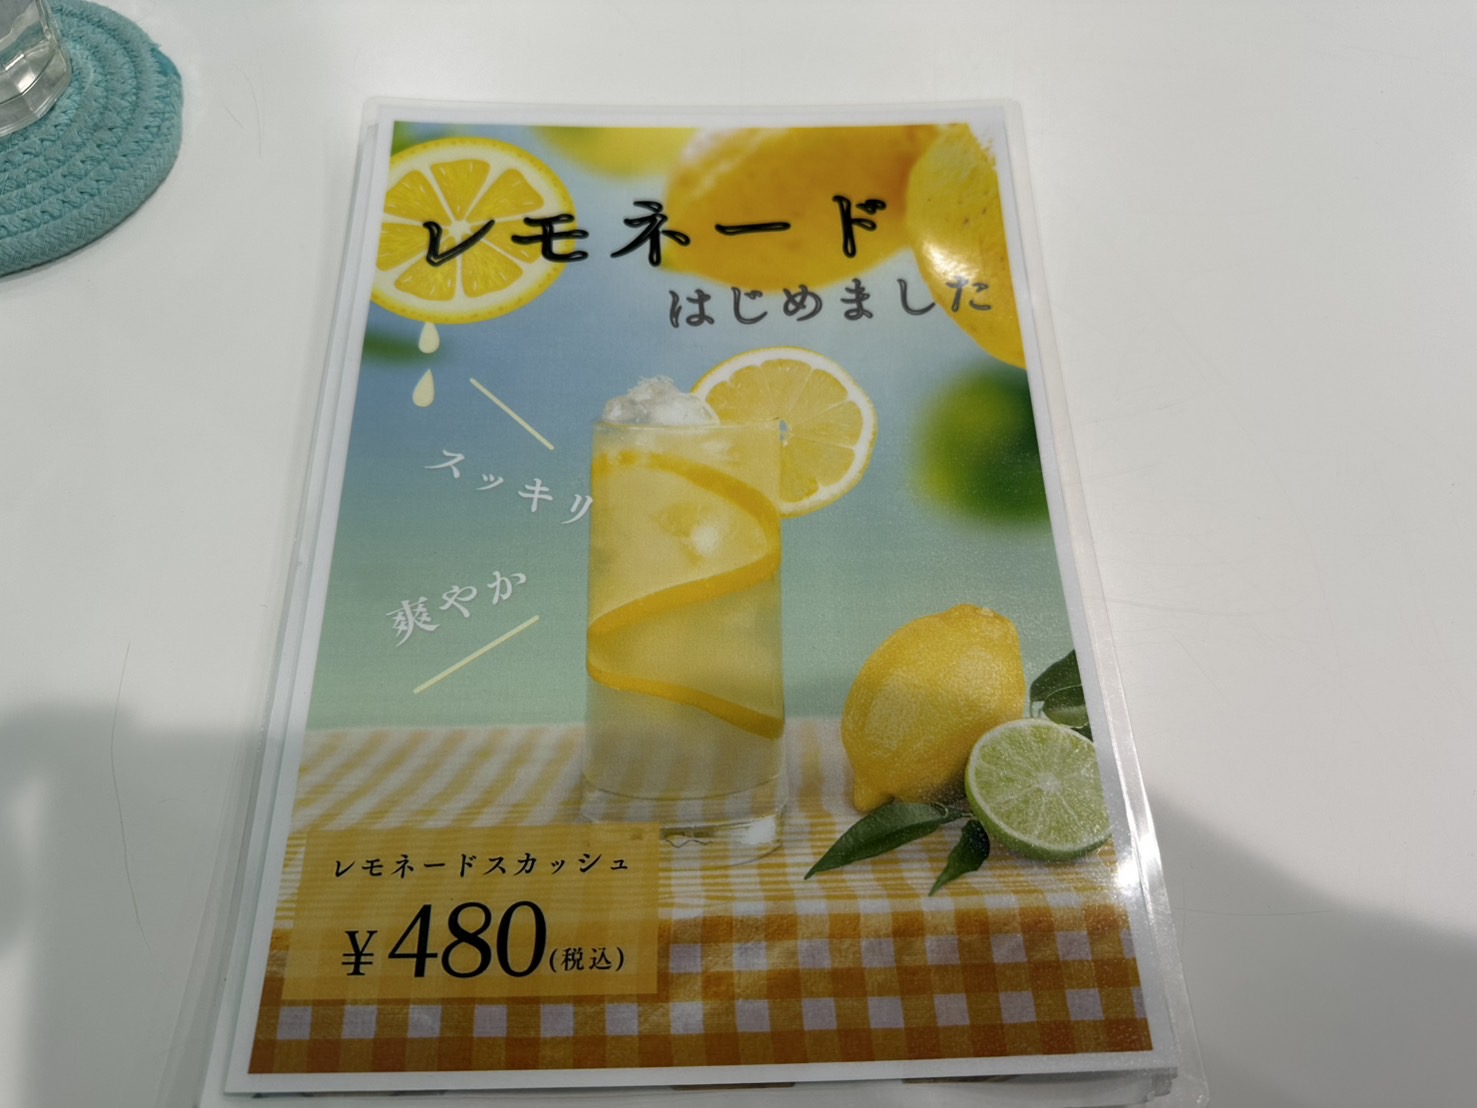 レモネード
はじめました
スッキリ
爽やか
レモネードスカッシュ
¥480(税込)